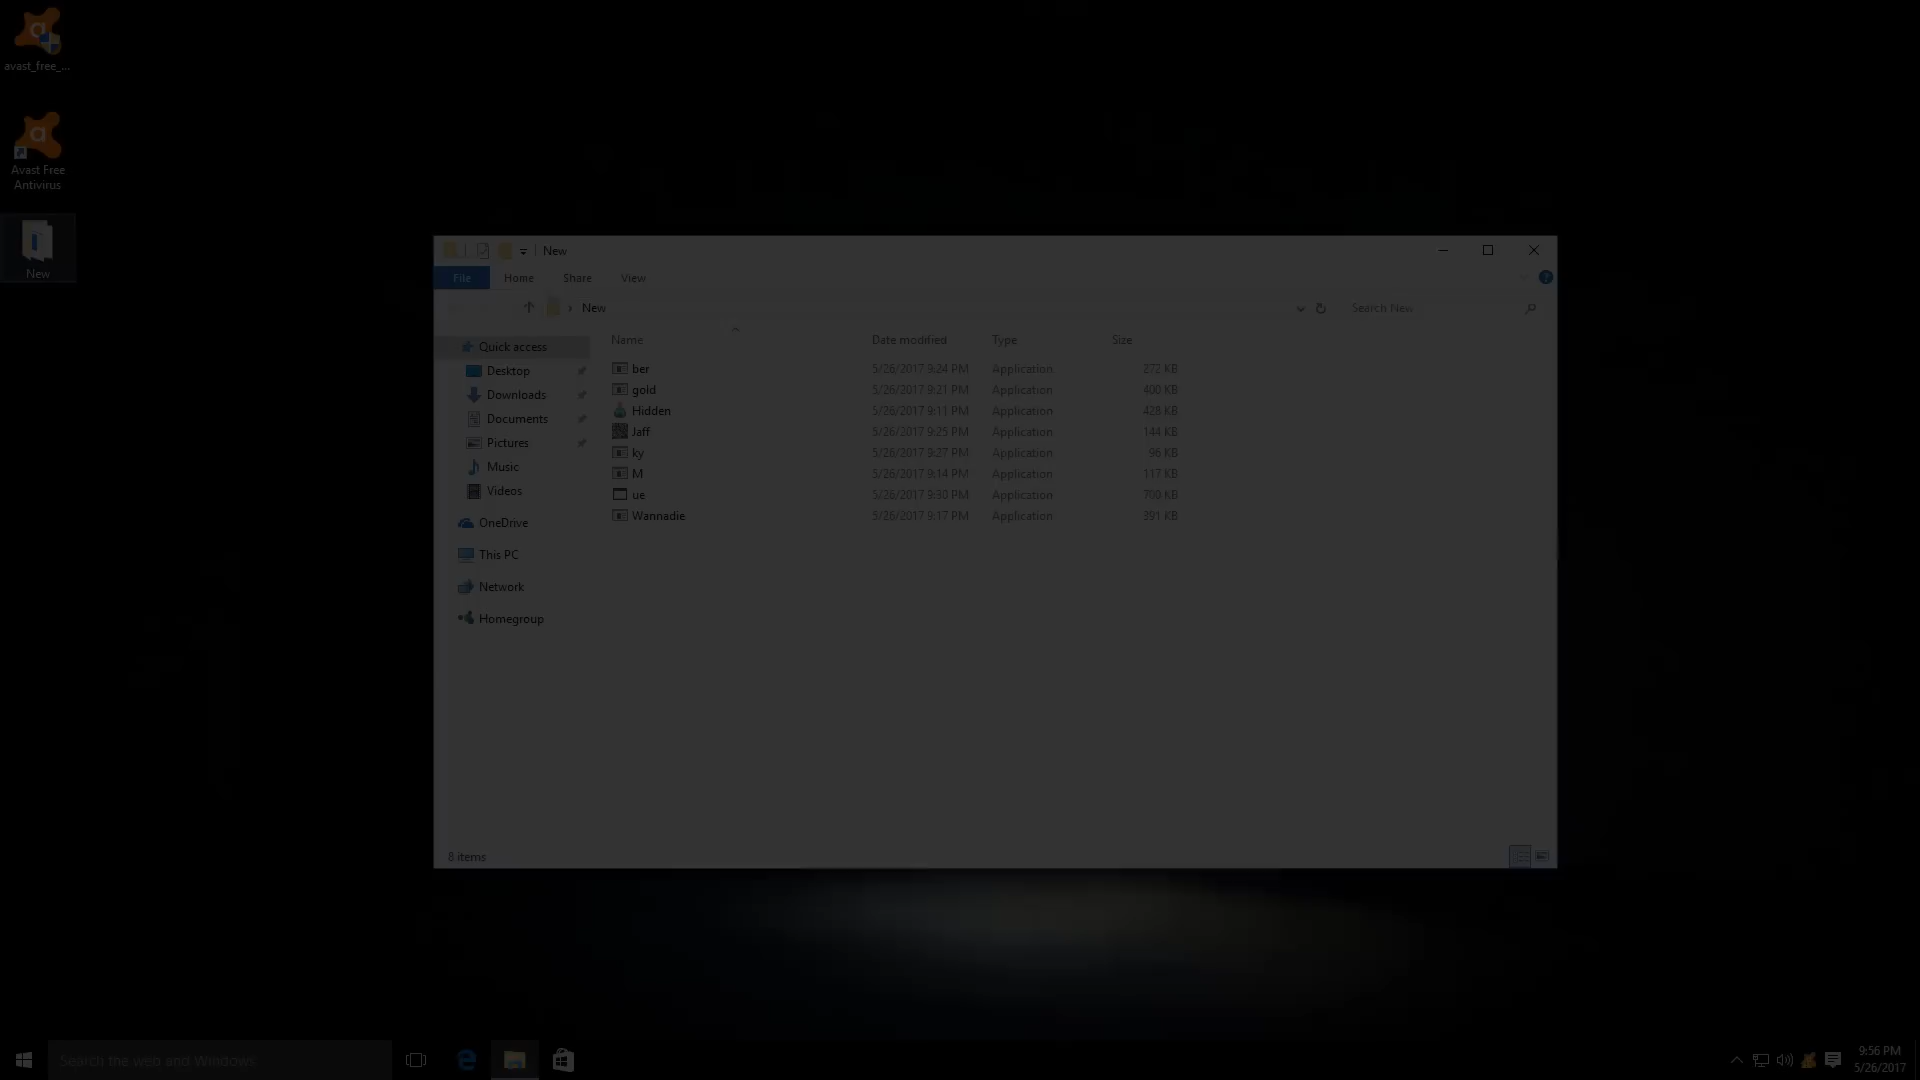 avast_free_...
Avast Free
Antivirus
New
New
File Home Share View
New
Search New
Name Date modified Type Size
Quick access
Desktop
Downloads
Documents
Pictures
Music
Videos
OneDrive
This PC
Network
Homegroup
ber 5/26/2017 9:24 PM Application 272 KB
gold 5/26/2017 9:21 PM Application 400 KB
Hidden 5/26/2017 9:11 PM Application 428 KB
Jaff 5/26/2017 9:25 PM Application 144 KB
ky 5/26/2017 9:27 PM Application 96 KB
M 5/26/2017 9:14 PM Application 117 KB
ue 5/26/2017 9:30 PM Application 700 KB
Wannadie 5/26/2017 9:17 PM Application 391 KB
8 items
Search the web and Windows
9:56 PM
5/26/2017